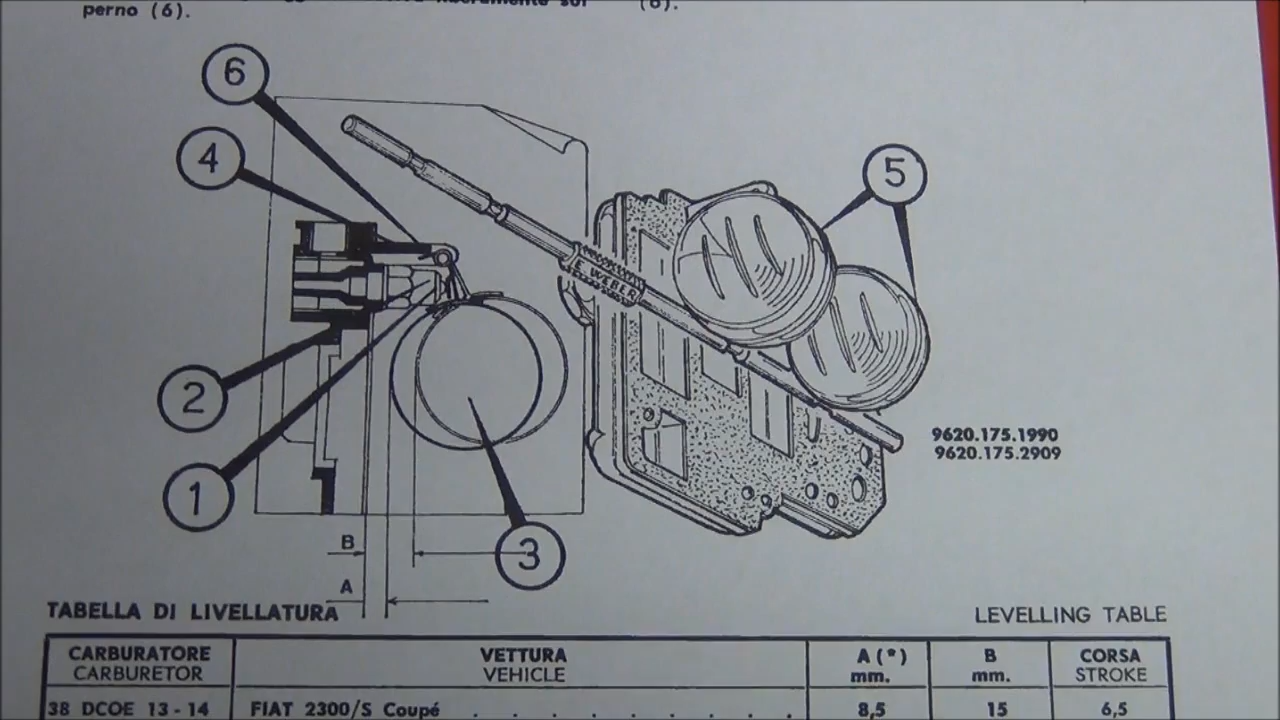 perno (6).
(6).
6
4
5
E. WEBER
2
1
3
9620.175.1990
9620.175.2909
B
A
TABELLA DI LIVELLATURA
LEVELLING TABLE
CARBURATORE VETTURA A (*) B CORSA
CARBURETOR VEHICLE mm. mm. STROKE
38 DCOE 13-14 FIAT 2300/S Coupé . . . . . . . . . 8,5 15 6,5